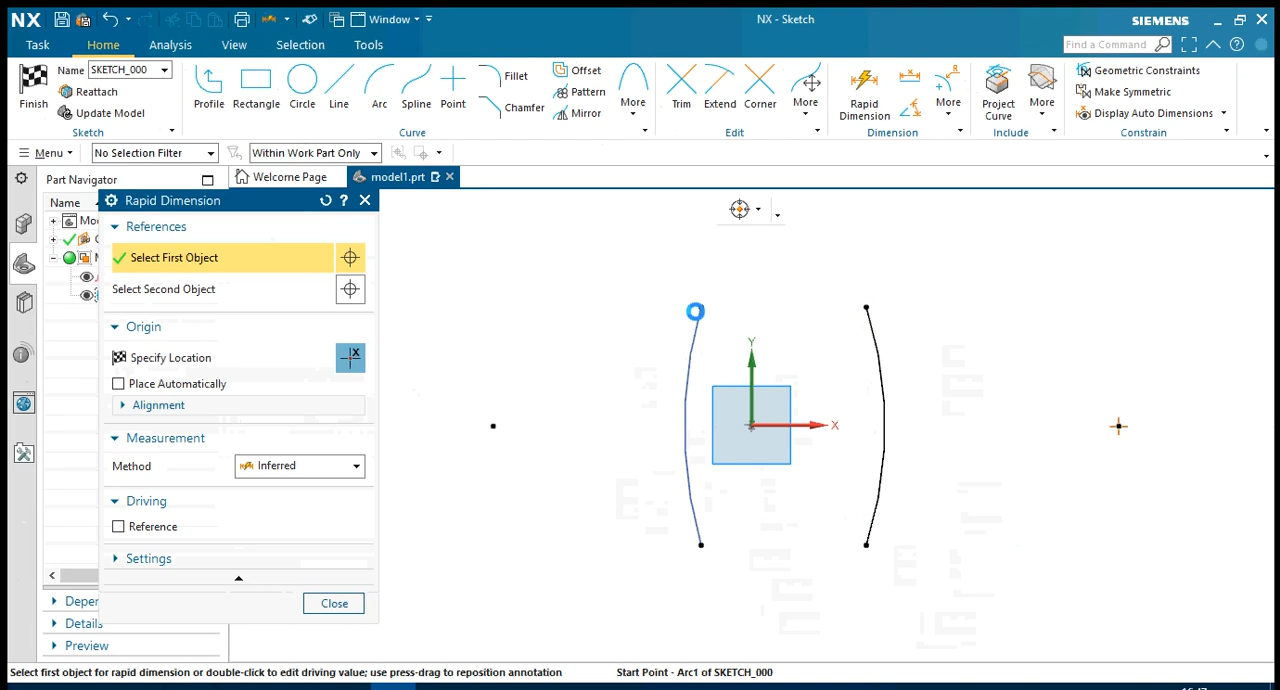 NX
Window
NX - Sketch
SIEMENS
Task
Home
Analysis
View
Selection
Tools
Find a Command
Finish
Name
SKETCH_000
Reattach
Update Model
Sketch
Profile
Rectangle
Circle
Line
Arc
Spline
Point
Fillet
Chamfer
Offset
Pattern
Mirror
More
Curve
Trim
Extend
Corner
More
Edit
Rapid
Dimension
More
Dimension
Project
Curve
More
Include
Geometric Constraints
Make Symmetric
Display Auto Dimensions
Constrain
Menu
No Selection Filter
Within Work Part Only
Part Navigator
Welcome Page
model1.prt
Name
Rapid Dimension
References
Select First Object
Select Second Object
Origin
Specify Location
Place Automatically
Alignment
Measurement
Method
Inferred
Driving
Reference
Settings
Close
Details
Preview
Y
X
Select first object for rapid dimension or double-click to edit driving value; use press-drag to reposition annotation
Start Point - Arc1 of SKETCH_000